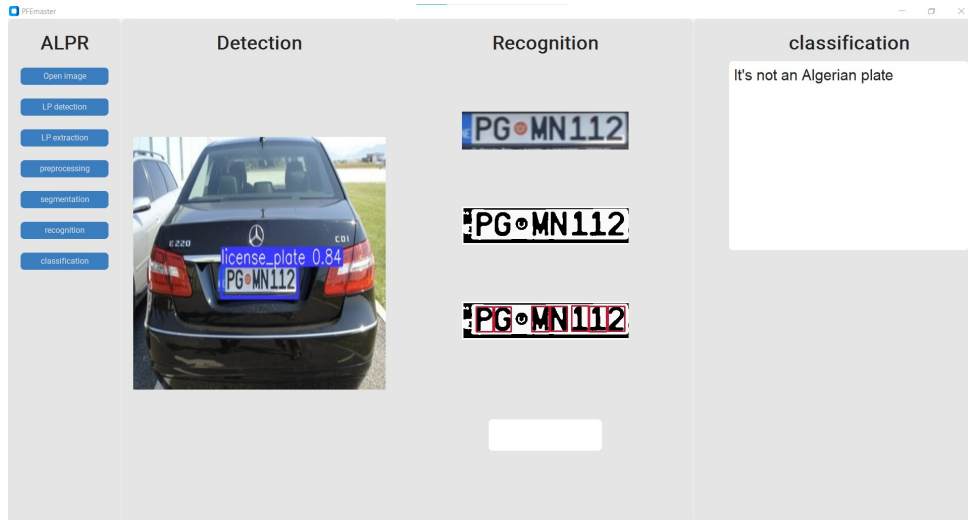 PFEmaster
ALPR
Open image
LP detection
LP extraction
preprocessing
segmentation
recognition
classification
Detection
E220
CDI
license_plate 0.84
PG MN112
Recognition
PG MN112
PG MN112
PG MN112
classification
It's not an Algerian plate